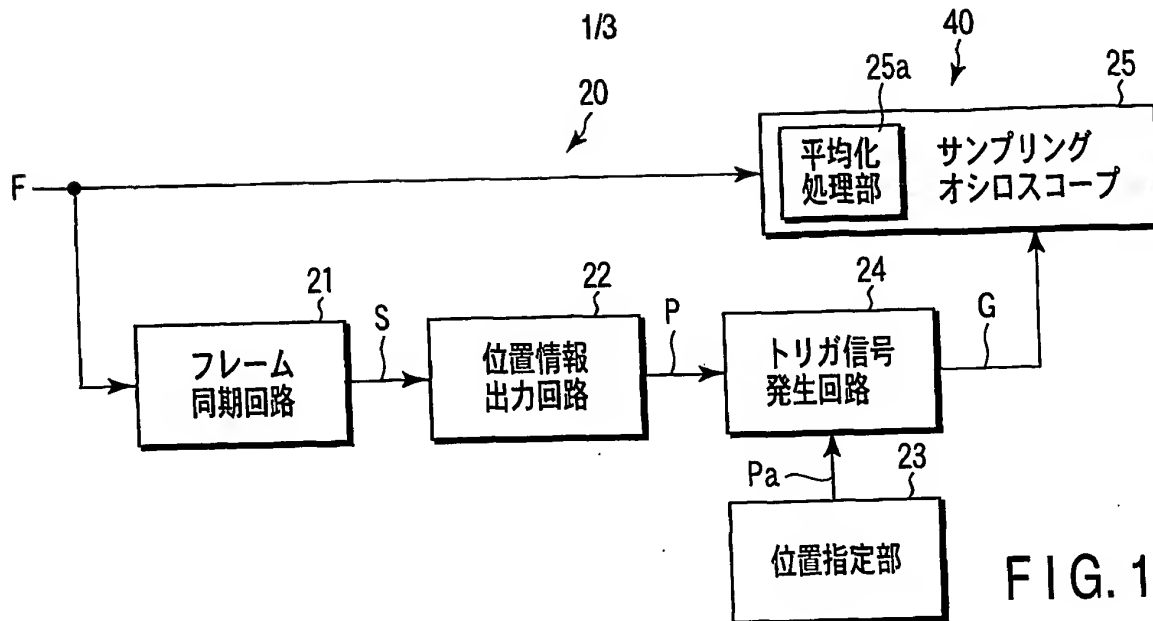 1/3
40
20
25a
25
平均化
処理部
サンプリング
オシロスコープ
F
21
S
22
P
24
G
フレーム
同期回路
位置情報
出力回路
トリガ信号
発生回路
Pa
23
位置指定部
FIG. 1